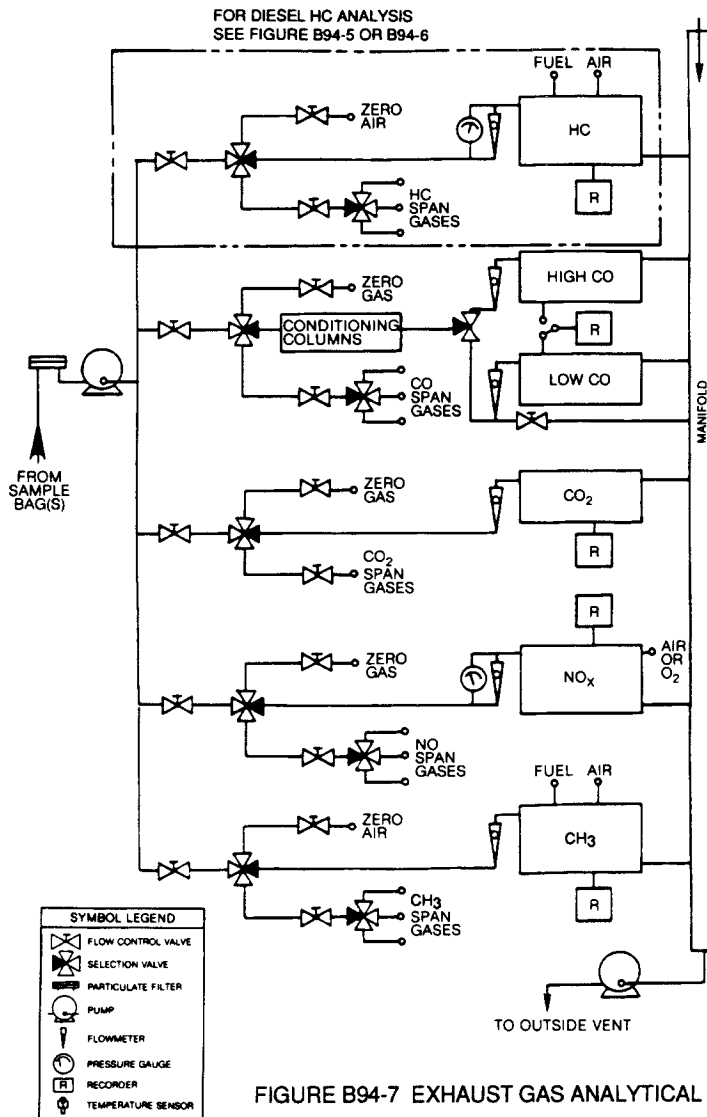 FOR DIESEL HC ANALYSIS
SEE FIGURE B94-5 OR B94-6
FUEL AIR
ZERO
AIR
HC
HC
SPAN
GASES
R
ZERO
GAS
HIGH CO
CONDITIONING
COLUMNS
R
CO
SPAN
GASES
LOW CO
MANIFOLD
FROM
SAMPLE
BAG(S)
ZERO
GAS
CO2
CO2
SPAN
GASES
R
R
ZERO
GAS
AIR
OR
O2
NOX
NO
SPAN
GASES
FUEL AIR
ZERO
AIR
CH3
CH3
SPAN
GASES
R
SYMBOL LEGEND
FLOW CONTROL VALVE
SELECTION VALVE
PARTICULATE FILTER
PUMP
FLOWMETER
PRESSURE GAUGE
R RECORDER
TEMPERATURE SENSOR
TO OUTSIDE VENT
FIGURE B94-7 EXHAUST GAS ANALYTICAL